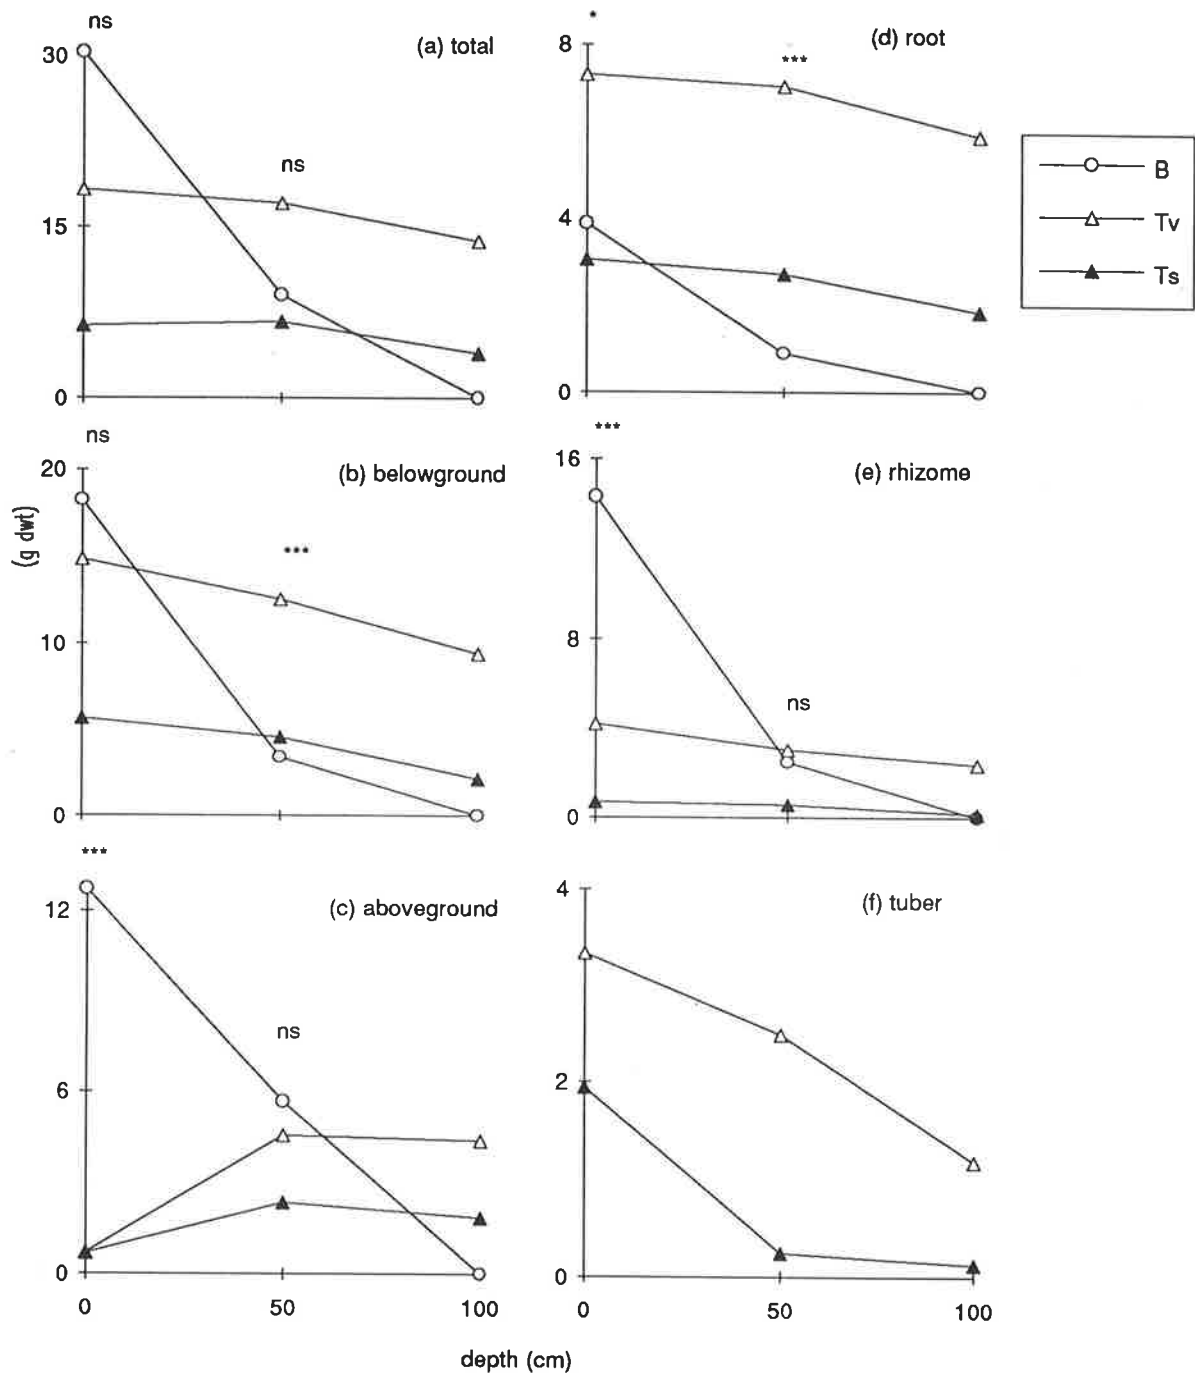 ns
(a) total
30
ns
15
0
*
8
(d) root
***
4
0
B
Tv
Ts
ns
20
(b) belowground
(g dwt)
***
10
0
***
16
(e) rhizome
8
ns
0
***
12
(c) aboveground
ns
6
0
0 50 100
4
(f) tuber
2
0
0 50 100
depth (cm)